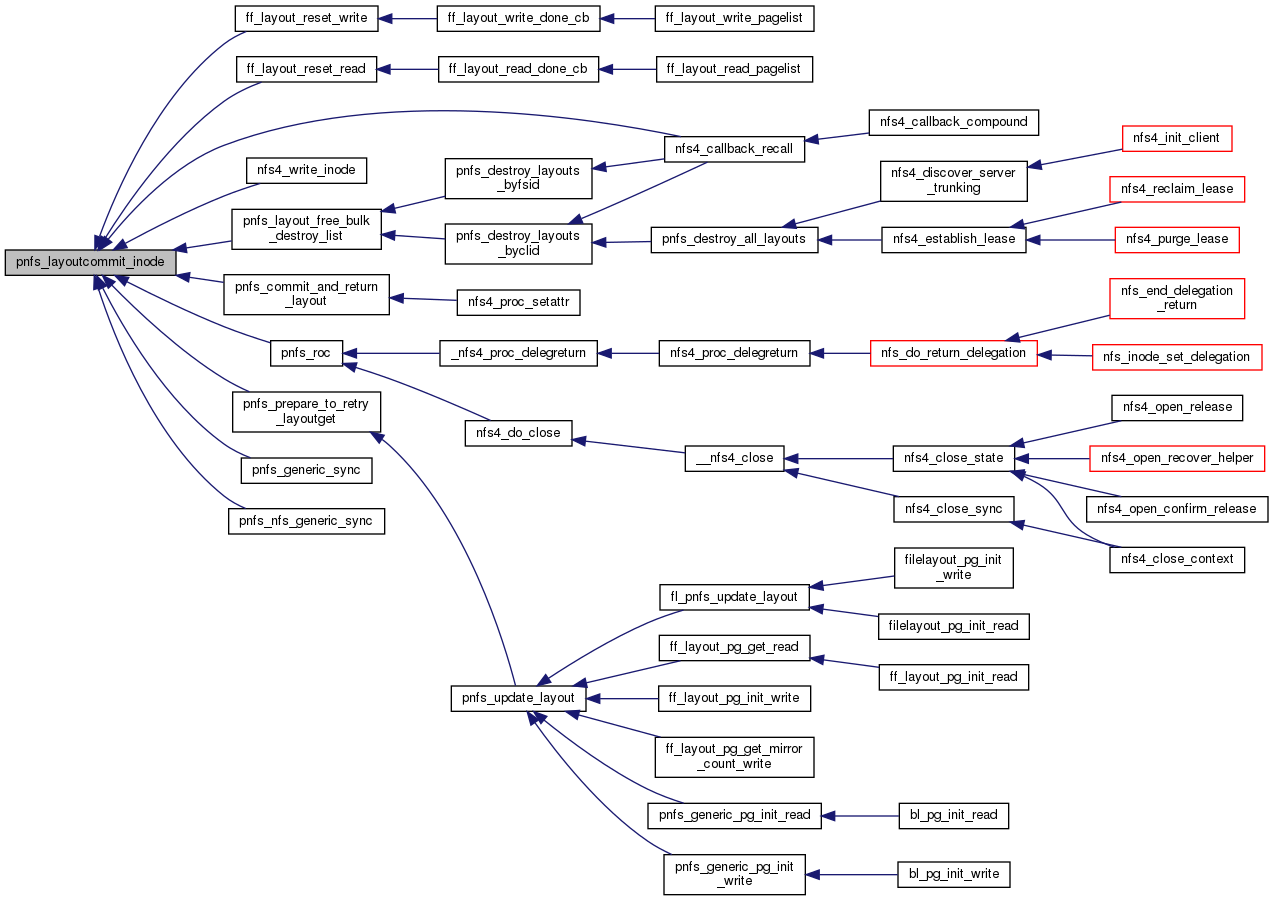 ff_layout_reset_write
ff_layout_write_done_cb
ff_layout_write_pagelist
ff_layout_reset_read
ff_layout_read_done_cb
ff_layout_read_pagelist
nfs4_callback_compound
nfs4_init_client
nfs4_callback_recall
nfs4_write_inode
pnfs_destroy_layouts
_byfsid
nfs4_discover_server
_trunking
nfs4_reclaim_lease
pnfs_layout_free_bulk
_destroy_list
pnfs_destroy_layouts
_byclid
pnfs_destroy_all_layouts
nfs4_establish_lease
nfs4_purge_lease
pnfs_layoutcommit_inode
pnfs_commit_and_return
_layout
nfs4_proc_setattr
nfs_end_delegation
_return
pnfs_roc
_nfs4_proc_delegreturn
nfs4_proc_delegreturn
nfs_do_return_delegation
nfs_inode_set_delegation
pnfs_prepare_to_retry
_layoutget
nfs4_open_release
nfs4_do_close
__nfs4_close
nfs4_close_state
nfs4_open_recover_helper
pnfs_generic_sync
nfs4_close_sync
nfs4_open_confirm_release
pnfs_nfs_generic_sync
nfs4_close_context
filelayout_pg_init
_write
fl_pnfs_update_layout
filelayout_pg_init_read
ff_layout_pg_get_read
ff_layout_pg_init_read
pnfs_update_layout
ff_layout_pg_init_write
ff_layout_pg_get_mirror
_count_write
pnfs_generic_pg_init_read
bl_pg_init_read
pnfs_generic_pg_init
_write
bl_pg_init_write